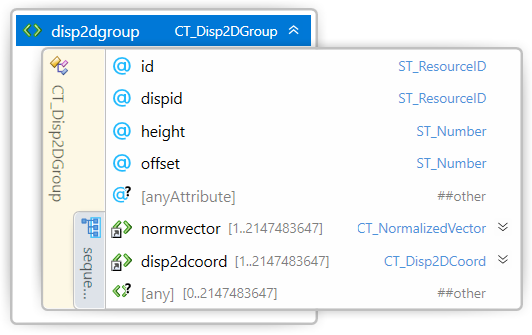 disp2dgroup CT_Disp2DGroup
CT_Disp2DGroup
@ id ST_ResourceID
@ dispid ST_ResourceID
@ height ST_Number
@ offset ST_Number
@? [anyAttribute] ##other
seque...
normvector [1..2147483647] CT_NormalizedVector
disp2dcoord [1..2147483647] CT_Disp2DCoord
? [any] [0..2147483647] ##other